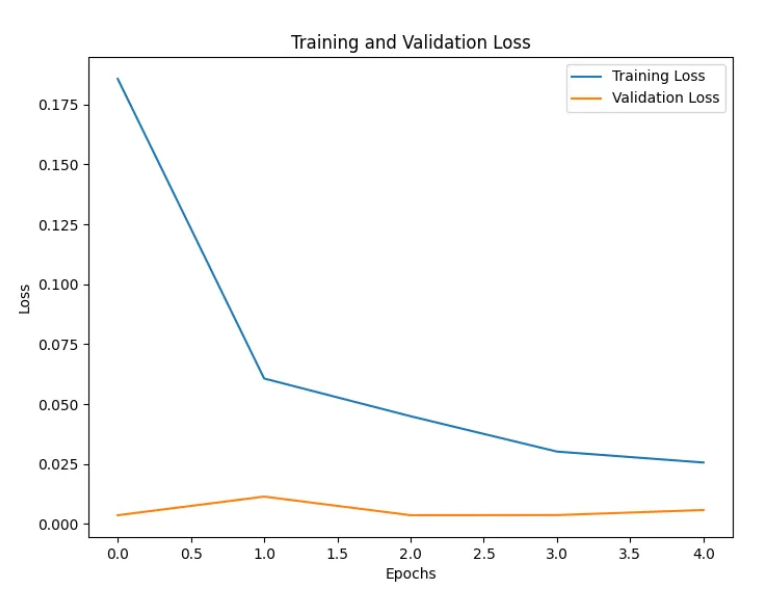 Training and Validation Loss
Training Loss
Validation Loss
0.175
0.150
0.125
0.100
0.075
0.050
0.025
0.000
Loss
0.0 0.5 1.0 1.5 2.0 2.5 3.0 3.5 4.0
Epochs